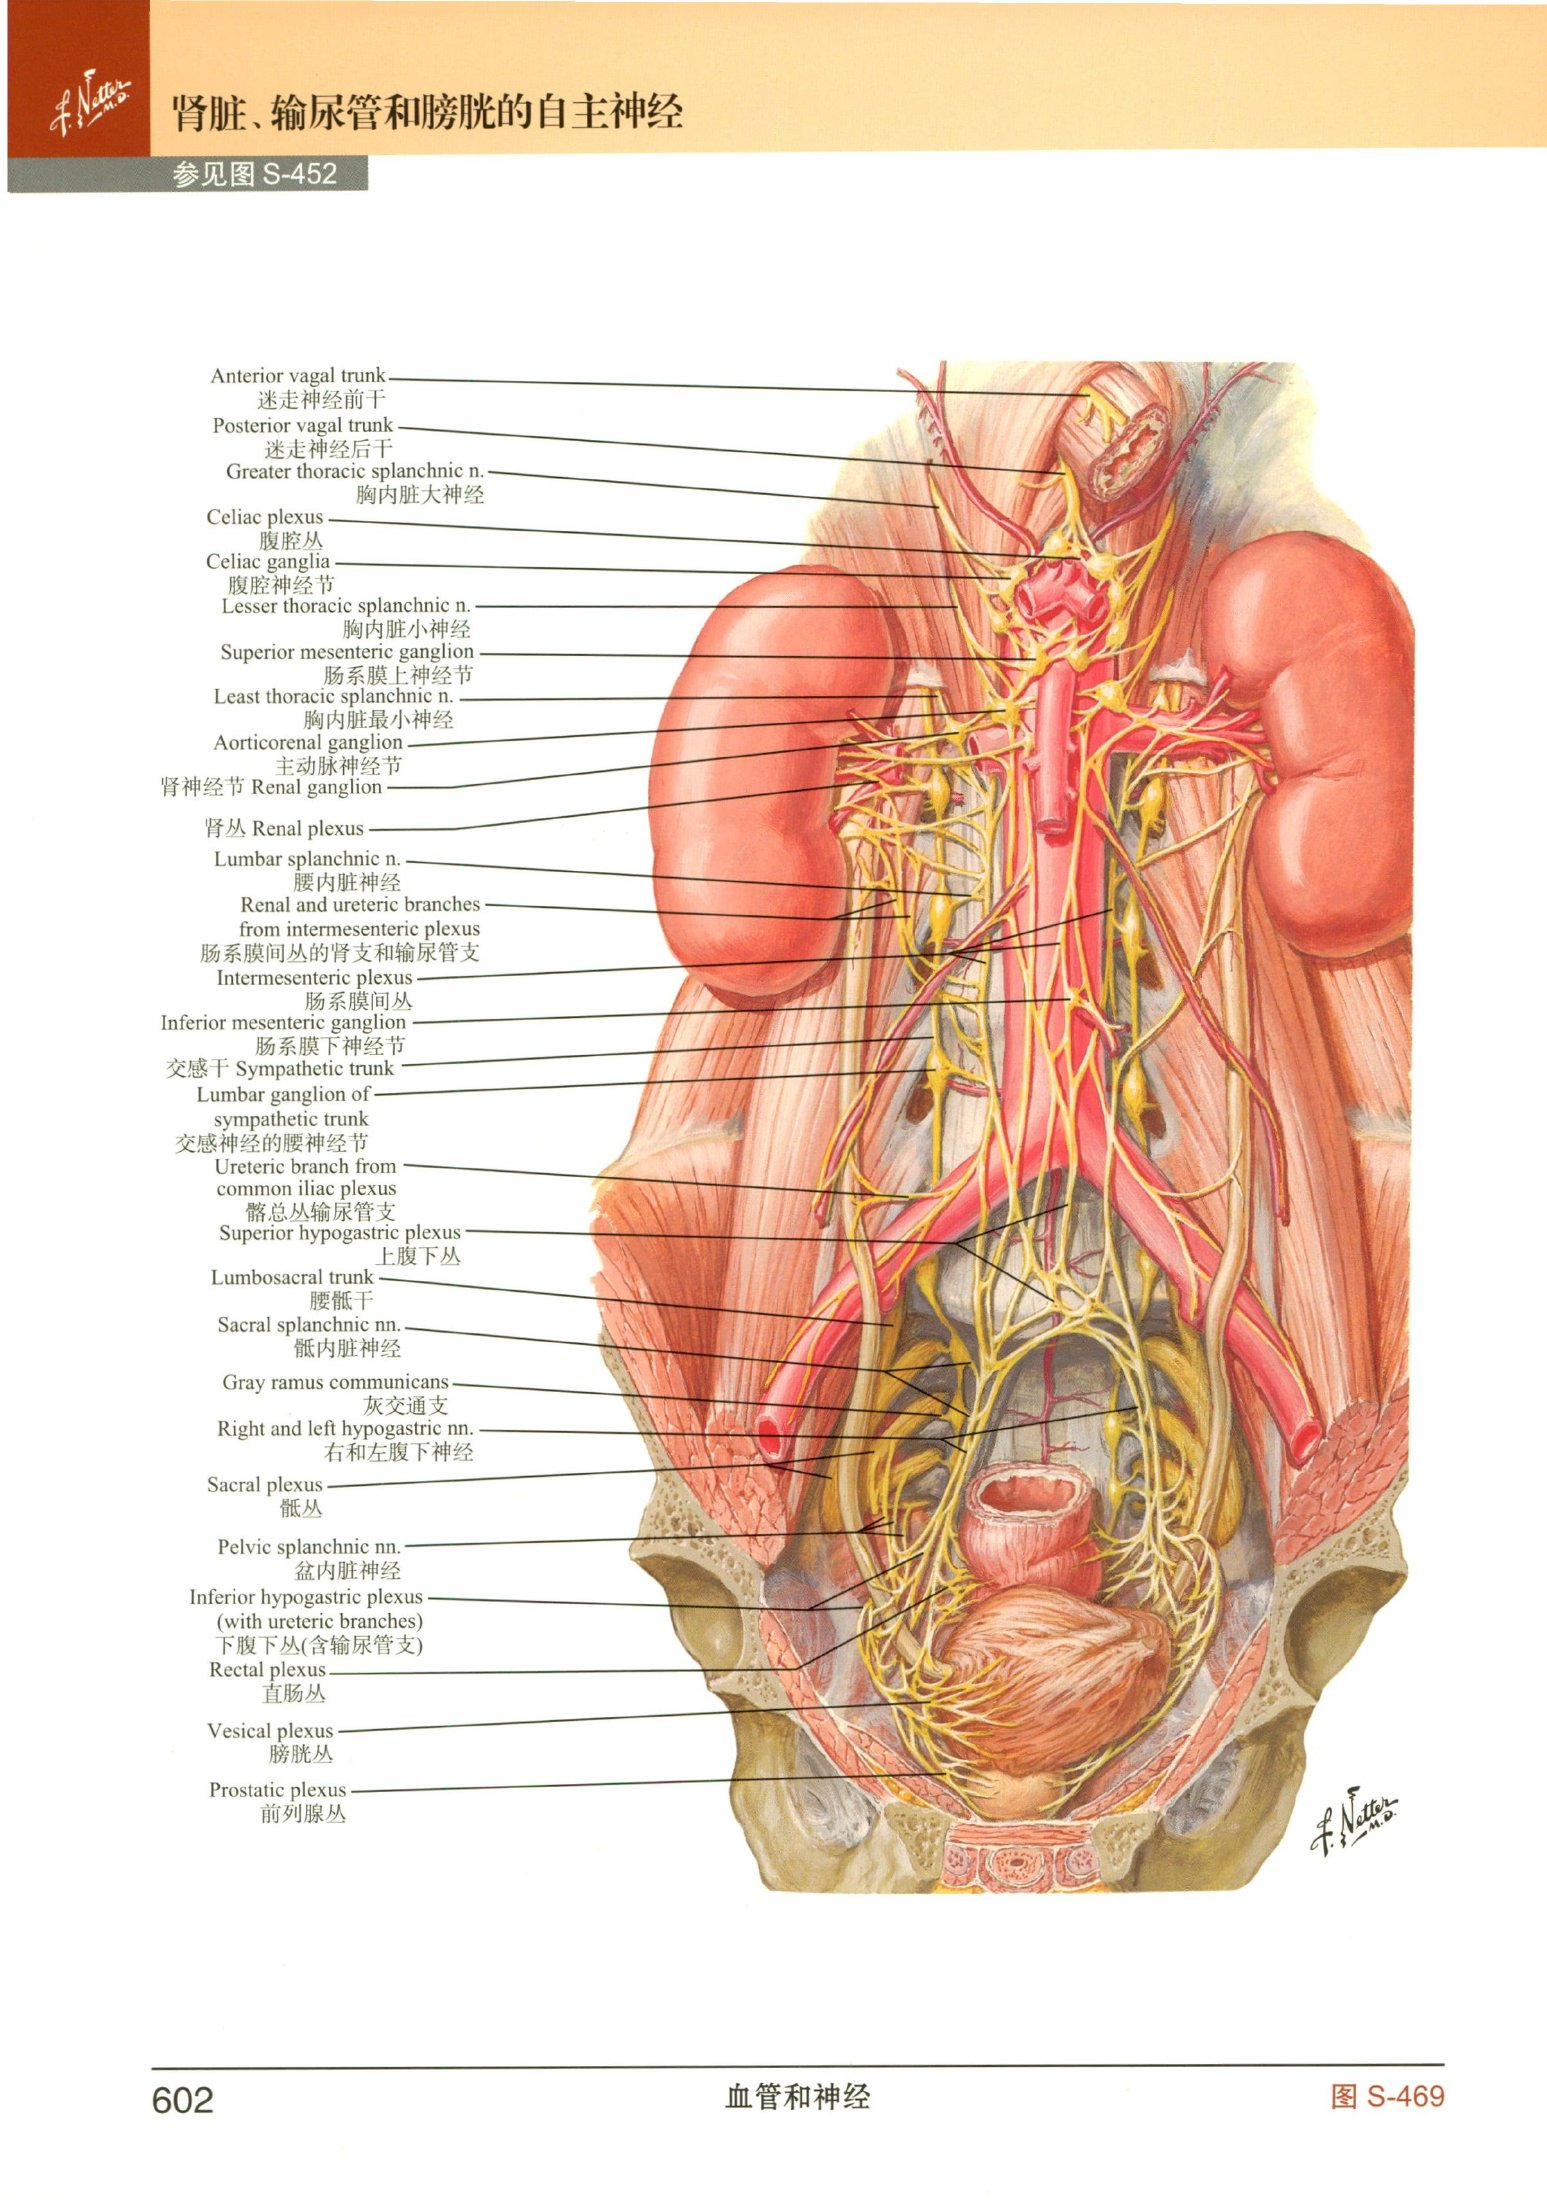 F. Netter M.D.
肾脏、输尿管和膀胱的自主神经
参见图 S-452
Anterior vagal trunk
迷走神经前干
Posterior vagal trunk
迷走神经后干
Greater thoracic splanchnic n.
胸内脏大神经
Celiac plexus
腹腔丛
Celiac ganglia
腹腔神经节
Lesser thoracic splanchnic n.
胸内脏小神经
Superior mesenteric ganglion
肠系膜上神经节
Least thoracic splanchnic n.
胸内脏最小神经
Aorticorenal ganglion
主动脉神经节
肾神经节 Renal ganglion
肾丛 Renal plexus
Lumbar splanchnic n.
腰内脏神经
Renal and ureteric branches
from intermesenteric plexus
肠系膜间丛的肾支和输尿管支
Intermesenteric plexus
肠系膜间丛
Inferior mesenteric ganglion
肠系膜下神经节
交感干 Sympathetic trunk
Lumbar ganglion of
sympathetic trunk
交感神经的腰神经节
Ureteric branch from
common iliac plexus
髂总丛输尿管支
Superior hypogastric plexus
上腹下丛
Lumbosacral trunk
腰骶干
Sacral splanchnic nn.
骶内脏神经
Gray ramus communicans
灰交通支
Right and left hypogastric nn.
右和左腹下神经
Sacral plexus
骶丛
Pelvic splanchnic nn.
盆内脏神经
Inferior hypogastric plexus
(with ureteric branches)
下腹下丛(含输尿管支)
Rectal plexus
直肠丛
Vesical plexus
膀胱丛
Prostatic plexus
前列腺丛
F. Netter M.D.
602
血管和神经
图 S-469